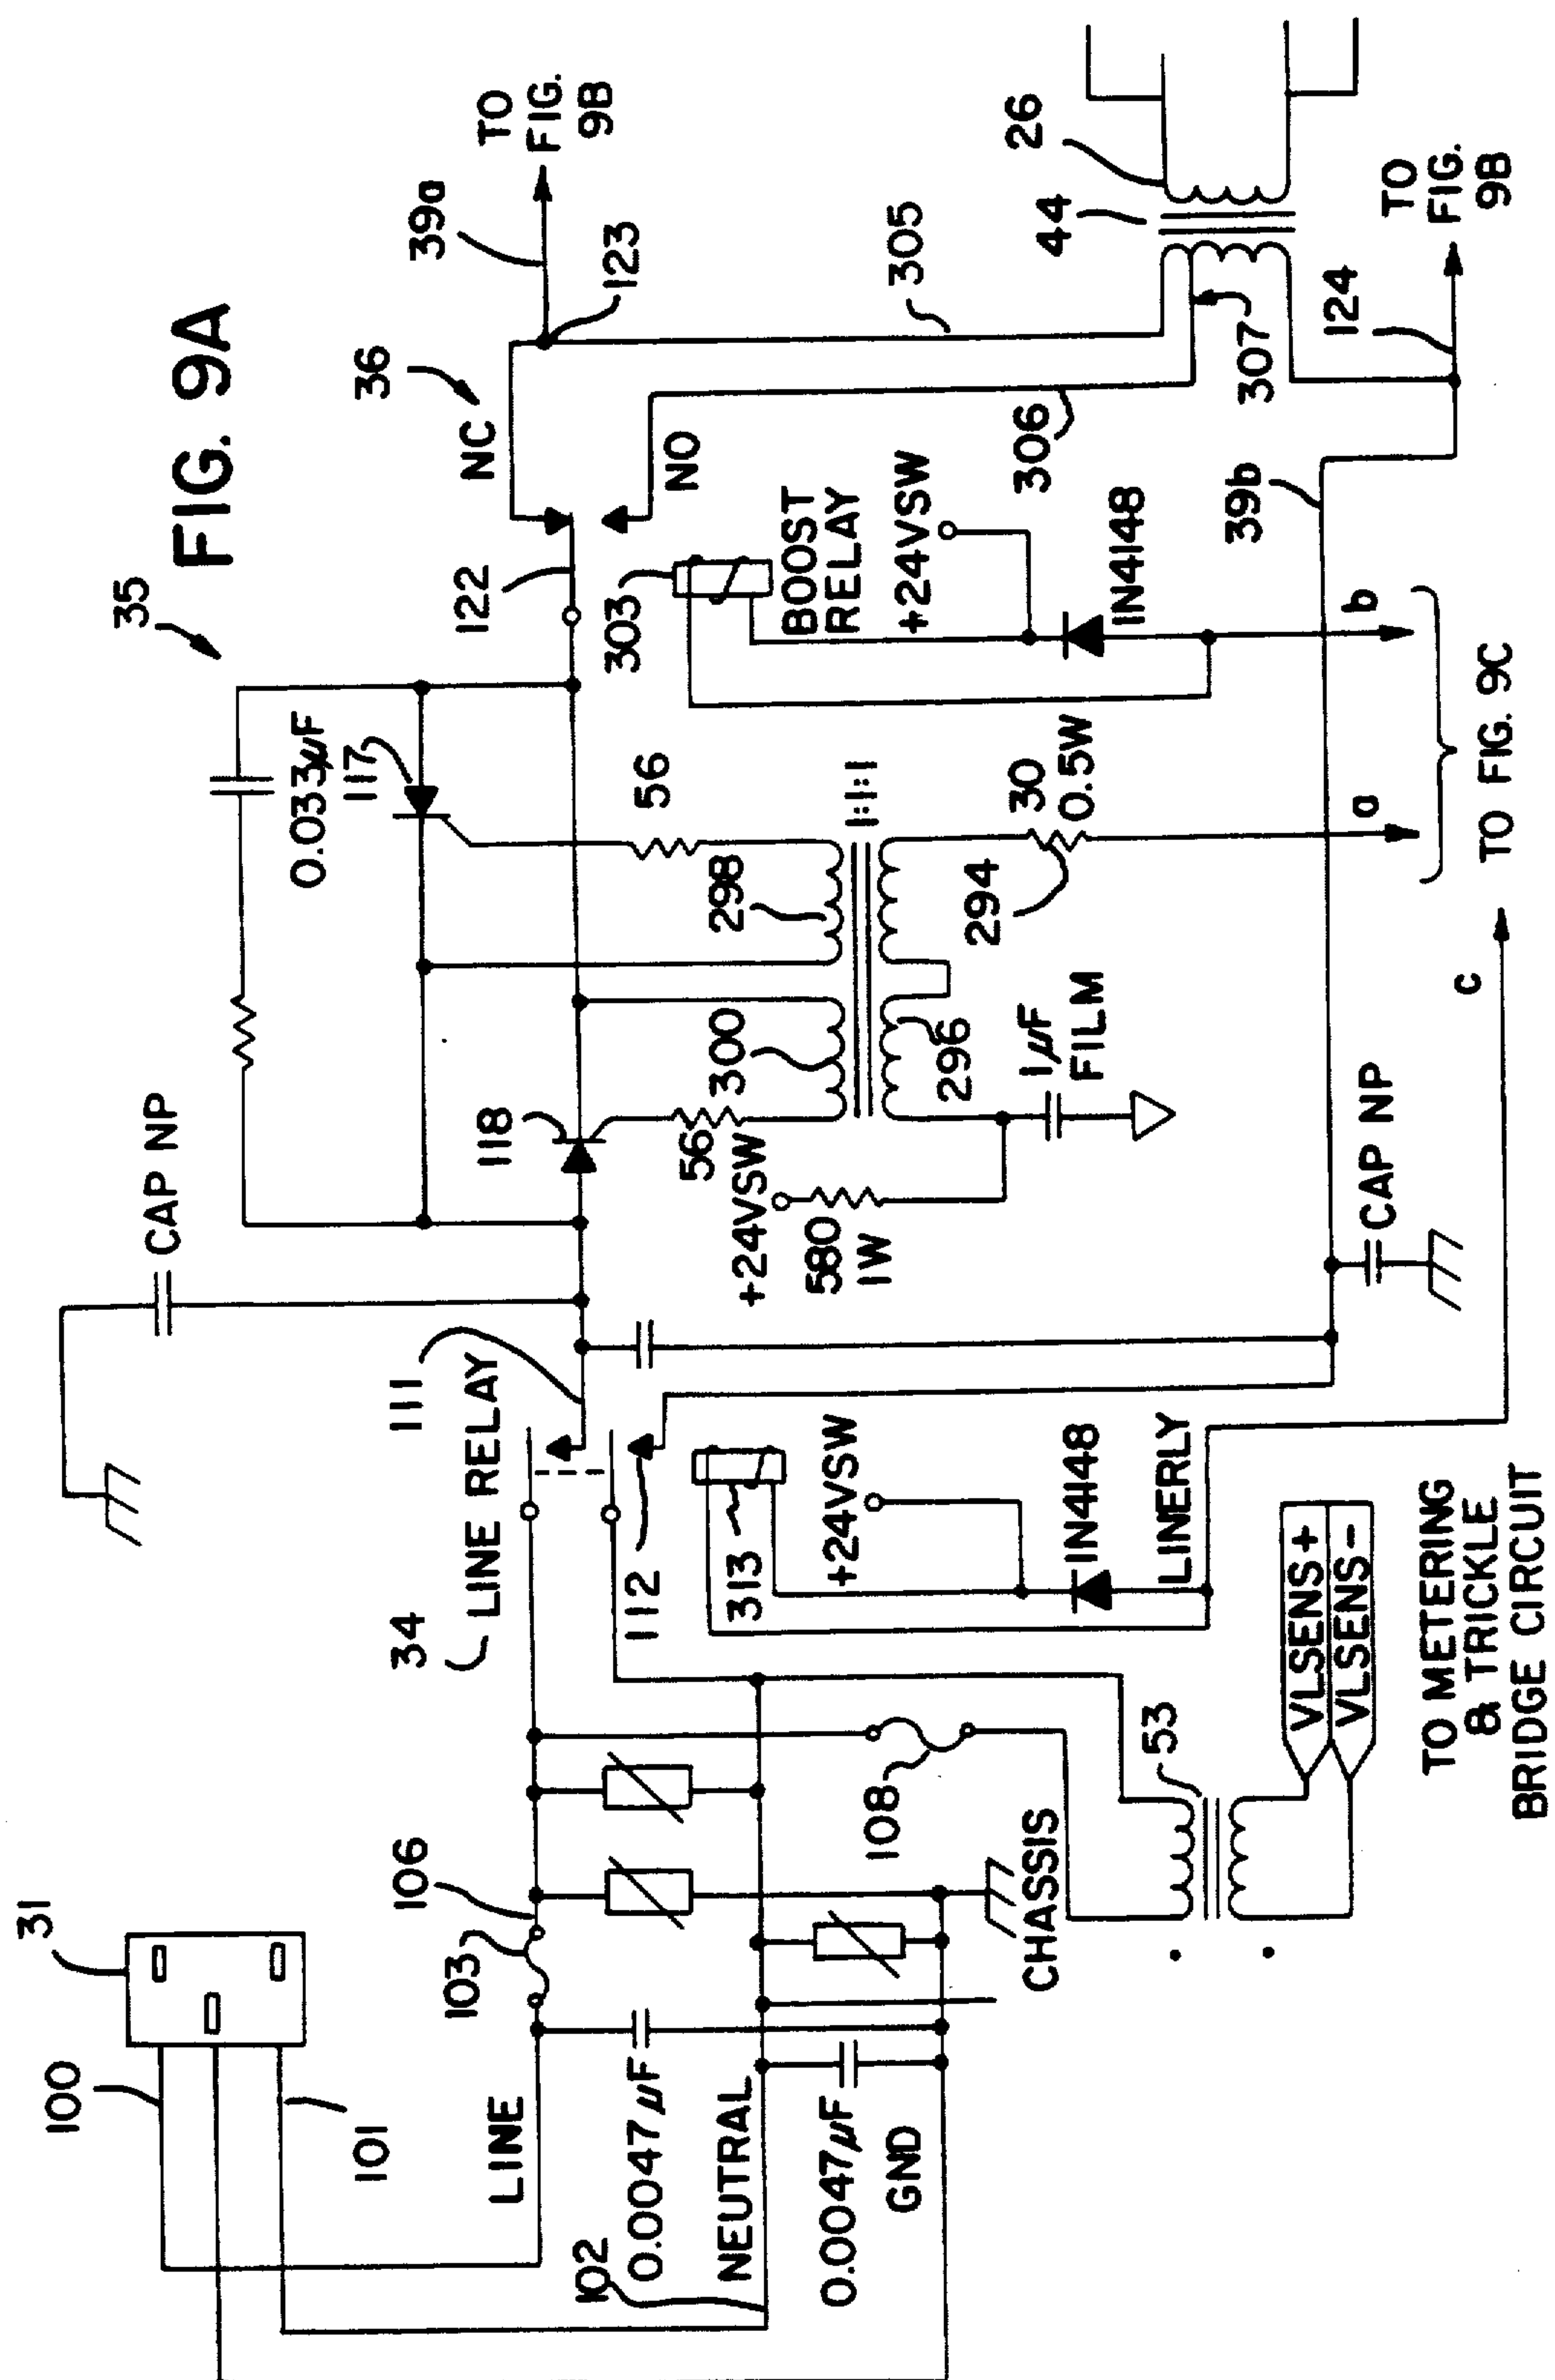 FIG. 9A
31
100
101
LINE
0.0047µF
102
NEUTRAL
0.0047µF
GND
103
106
CHASSIS
108
53
VLSENS+
VLSENS-
TO METERING
& TRICKLE
BRIDGE CIRCUIT
34
LINE RELAY
111
112
313
+24VSW
IN4148
LINERLY
CAP NP
CAP NP
c
35
0.033µF
117
118
56
56
298
300
1:1:1
296
294
30
0.5W
+24VSW
580
1W
1µF
FILM
a
b
TO FIG. 9C
122
303
BOOST
RELAY
+24VSW
IN4148
36
NC
NO
39a
TO
FIG.
9B
123
305
306
307
39b
124
44
26
TO
FIG.
9B